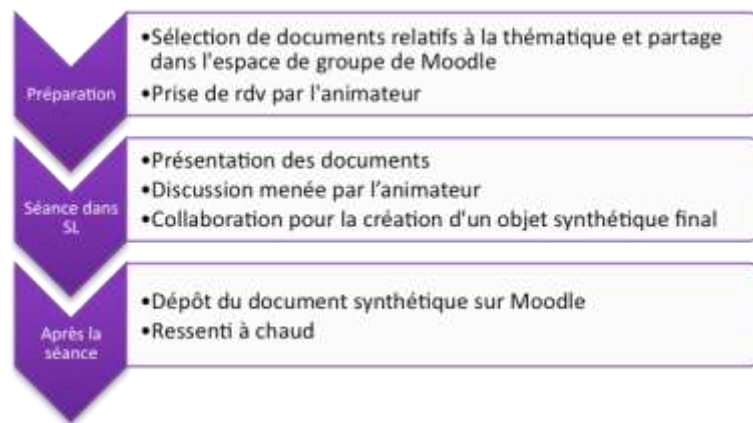 Préparation
•Sélection de documents relatifs à la thématique et partage
dans l'espace de groupe de Moodle
•Prise de rdv par l'animateur
Séance dans
SL
•Présentation des documents
•Discussion menée par l’animateur
•Collaboration pour la création d'un objet synthétique final
Après la
séance
•Dépôt du document synthétique sur Moodle
•Ressenti à chaud